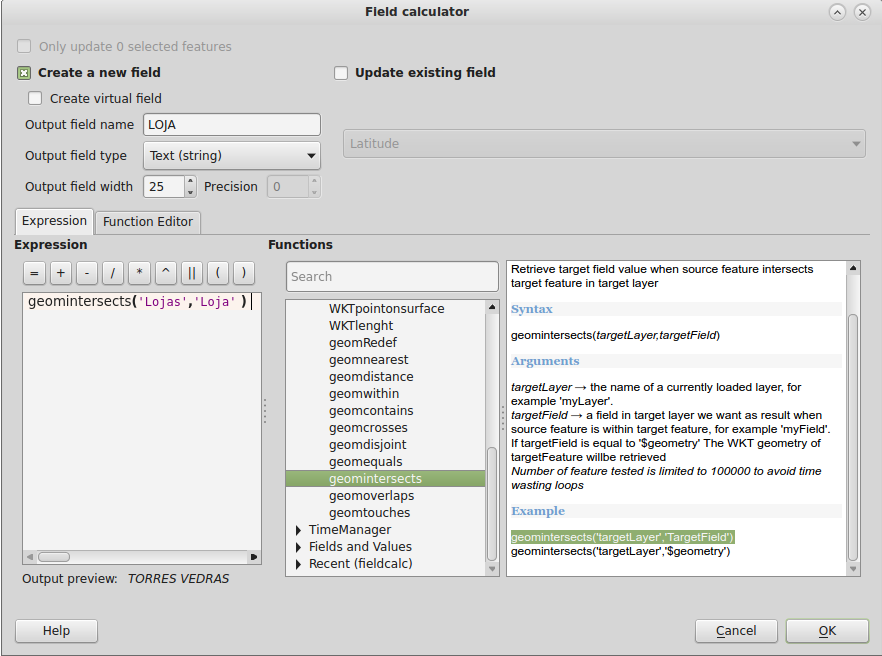 Field calculator
Only update 0 selected features
Create a new field
Update existing field
Create virtual field
Output field name LOJA
Latitude
Output field type Text (string)
Output field width 25 Precision 0
Expression Function Editor
Expression
Functions
= + - / * ^ || ( )
Search
geomintersects('Lojas','Loja' )
WKTpointonsurface
WKTlenght
geomRedef
geomnearest
geomdistance
geomwithin
geomcontains
geomcrosses
geomdisjoint
geomequals
geomintersects
geomoverlaps
geomtouches
TimeManager
Fields and Values
Recent (fieldcalc)
Retrieve target field value when source feature intersects
target feature in target layer
Syntax
geomintersects(targetLayer,targetField)
Arguments
targetLayer → the name of a currently loaded layer, for
example 'myLayer'.
targetField → a field in target layer we want as result when
source feature is within target feature, for example 'myField'.
If targetField is equal to '$geometry' The WKT geometry of
targetFeature willbe retrieved
Number of feature tested is limited to 100000 to avoid time
wasting loops
Example
geomintersects('targetLayer','TargetField')
geomintersects('targetLayer','$geometry')
Output preview: TORRES VEDRAS
Help
Cancel
OK